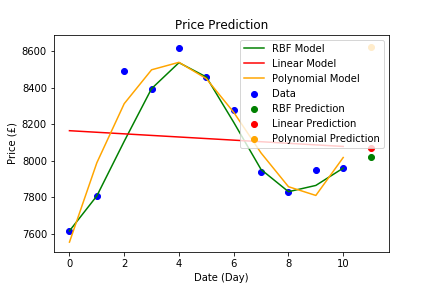 Price Prediction
8600
8400
8200
8000
7800
7600
Price (£)
RBF Model
Linear Model
Polynomial Model
Data
RBF Prediction
Linear Prediction
Polynomial Prediction
0 2 4 6 8 10
Date (Day)